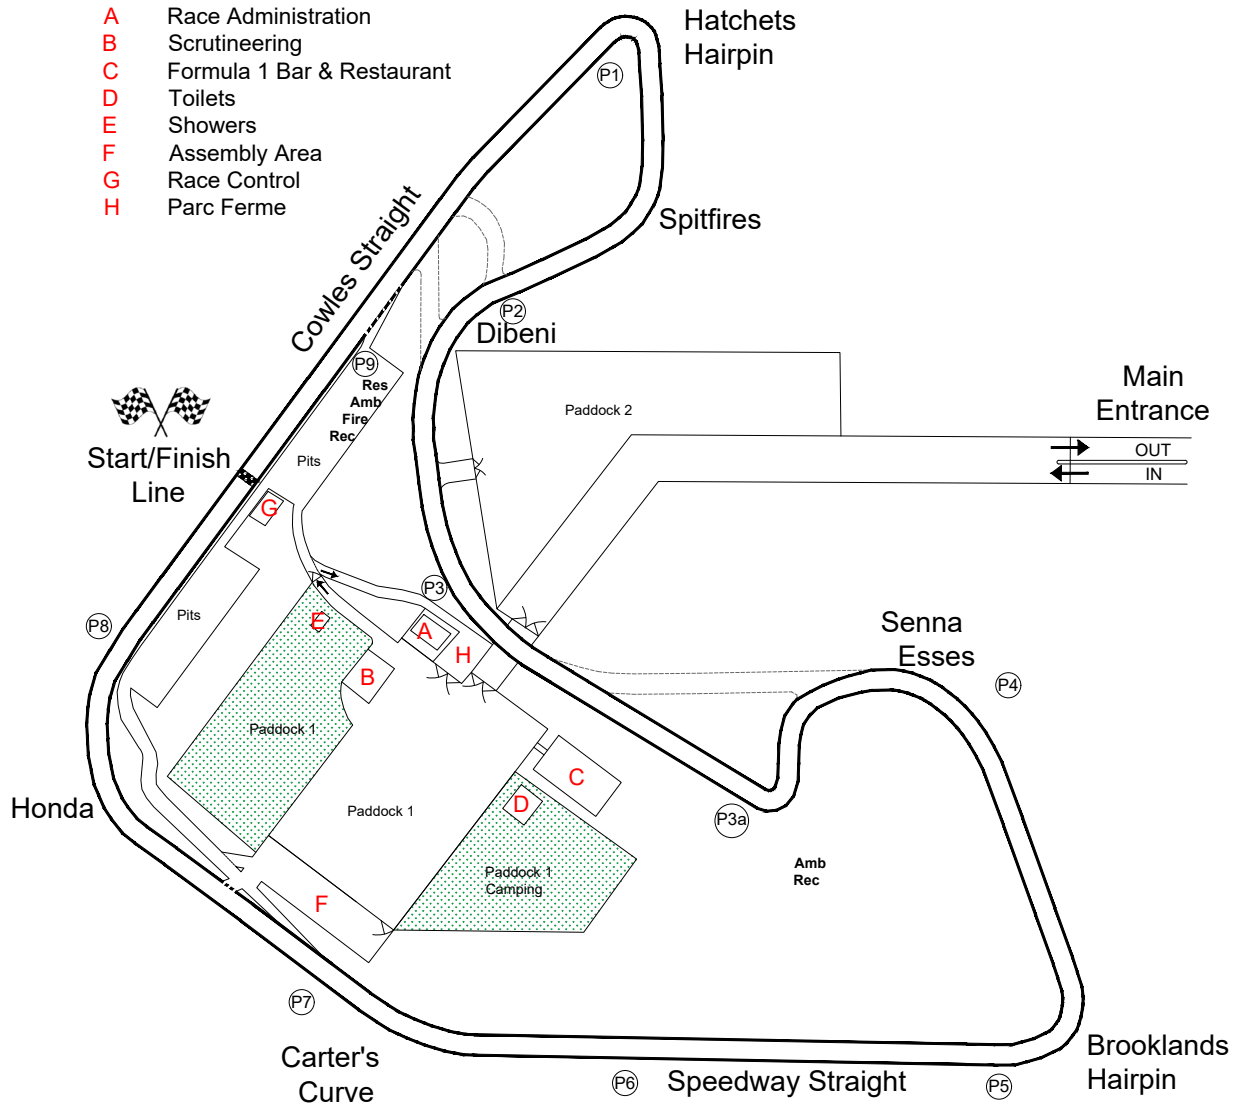 A Race Administration
B Scrutineering
C Formula 1 Bar & Restaurant
D Toilets
E Showers
F Assembly Area
G Race Control
H Parc Ferme
Hatchets
Hairpin
P1
Spitfires
Cowles Straight
P2
Dibeni
P9
Res
Amb
Fire
Rec
Pits
Paddock 2
Main
Entrance
OUT
IN
Start/Finish
Line
G
P3
E
A
H
B
P8
Pits
Senna
Esses
P4
Paddock 1
Honda
C
D
Paddock 1
P3a
Amb
Rec
Paddock 1
Camping
F
P7
Carter's
Curve
P6
Speedway Straight
P5
Brooklands
Hairpin